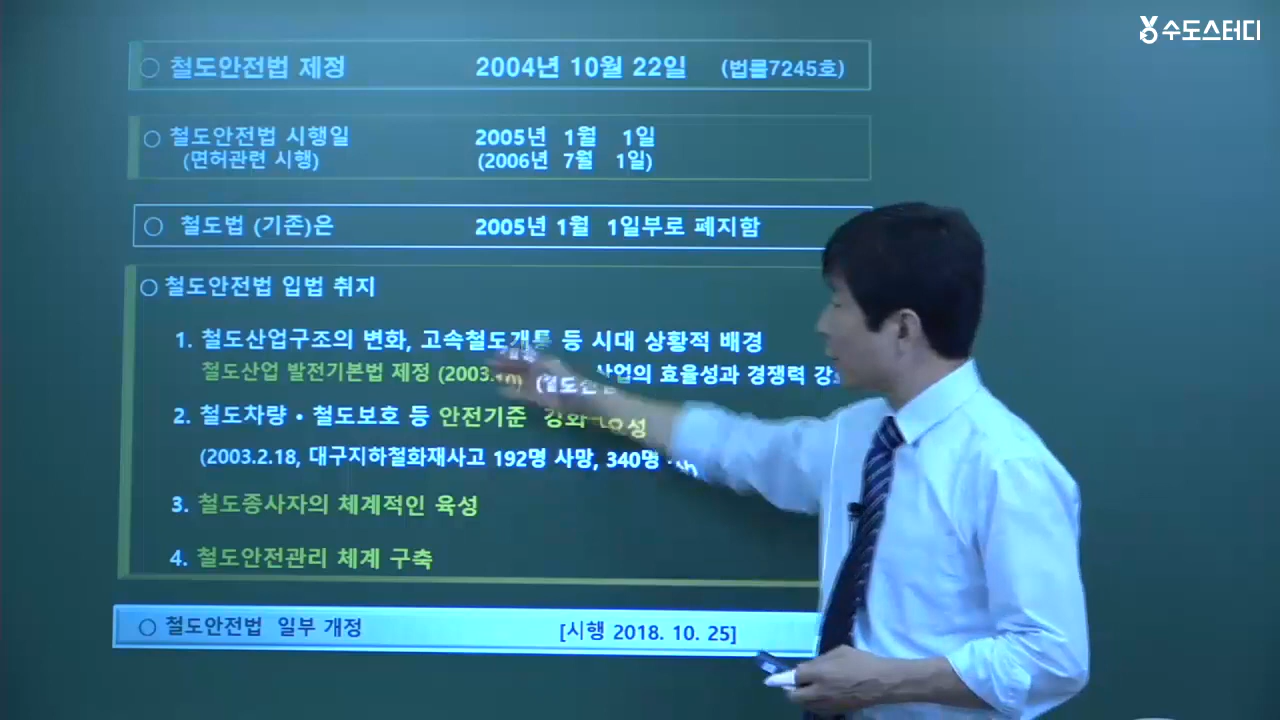 수도스터디
○ 철도안전법 제정 2004년 10월 22일 (법률7245호)
○ 철도안전법 시행일 2005년 1월 1일
(면허관련 시행) (2006년 7월 1일)
○ 철도법 (기존)은 2005년 1월 1일부로 폐지함
○ 철도안전법 입법 취지
1. 철도산업구조의 변화, 고속철도개통 등 시대 상황적 배경
철도산업 발전기본법 제정 (2003. 산업의 효율성과 경쟁력
2. 철도차량·철도보호 등 안전기준 강화
(2003.2.18, 대구지하철화재사고 192명 사망, 340명
3. 철도종사자의 체계적인 육성
4. 철도안전관리 체계 구축
○ 철도안전법 일부 개정 [시행 2018. 10. 25]